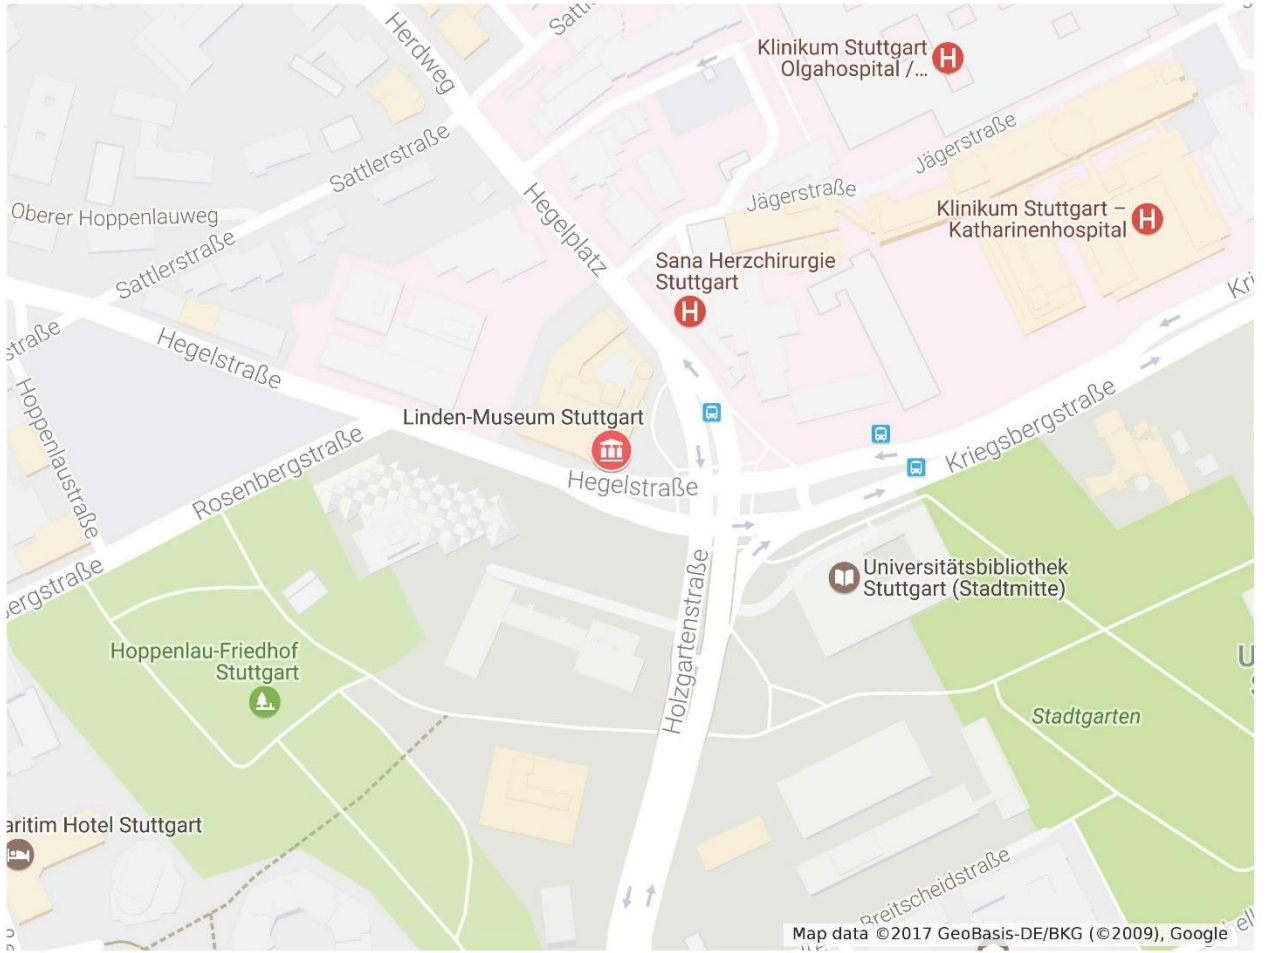 Herdweg
Sattl
Klinikum Stuttgart
Olgahospital /...
H
Sattlerstraße
Jägerstraße
Jägerstraße
Oberer Hoppenlauweg
Hegelplatz
Klinikum Stuttgart –
Katharinenhospital
H
Sattlerstraße
Sana Herzchirurgie
Stuttgart
H
Kri
straße
Hegelstraße
Hoppenlaustraße
Linden-Museum Stuttgart
Kriegsbergstraße
Rosenbergstraße
Hegelstraße
ergstraße
Universitätsbibliothek
Stuttgart (Stadtmitte)
Holzgartenstraße
Hoppenlau-Friedhof
Stuttgart
U
Stadtgarten
aritim Hotel Stuttgart
Breitscheidstraße
Map data ©2017 GeoBasis-DE/BKG (©2009), Google